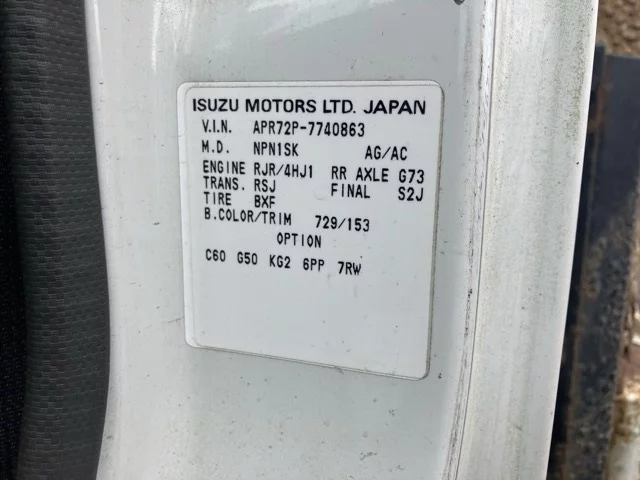 ISUZU MOTORS LTD. JAPAN
V.I.N. APR72P-7740863
M.D. NPN1SK AG/AC
ENGINE RJR/4HJ1 RR AXLE G73
TRANS. RSJ FINAL S2J
TIRE BXF
B.COLOR/TRIM 729/153
OPTION
C60 G50 KG2 6PP 7RW